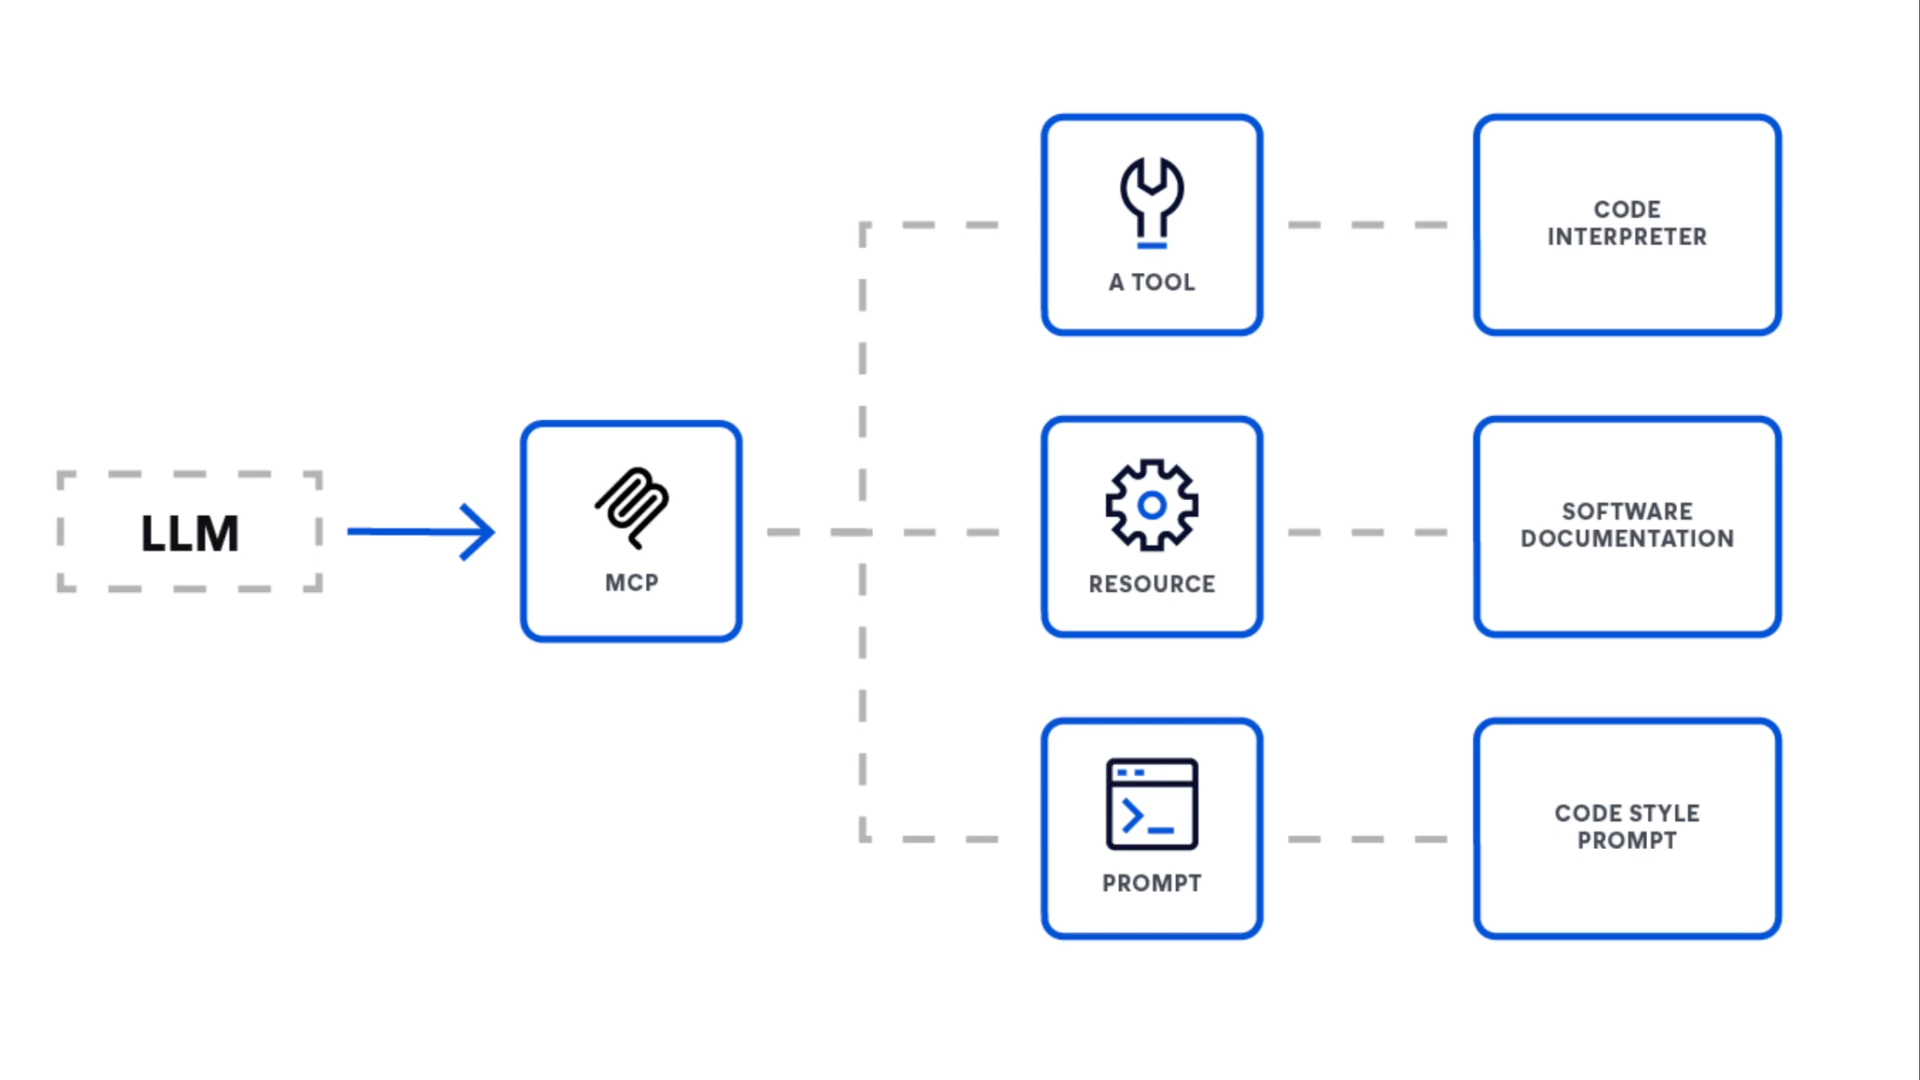 LLM
MCP
A TOOL
CODE
INTERPRETER
RESOURCE
SOFTWARE
DOCUMENTATION
PROMPT
CODE STYLE
PROMPT